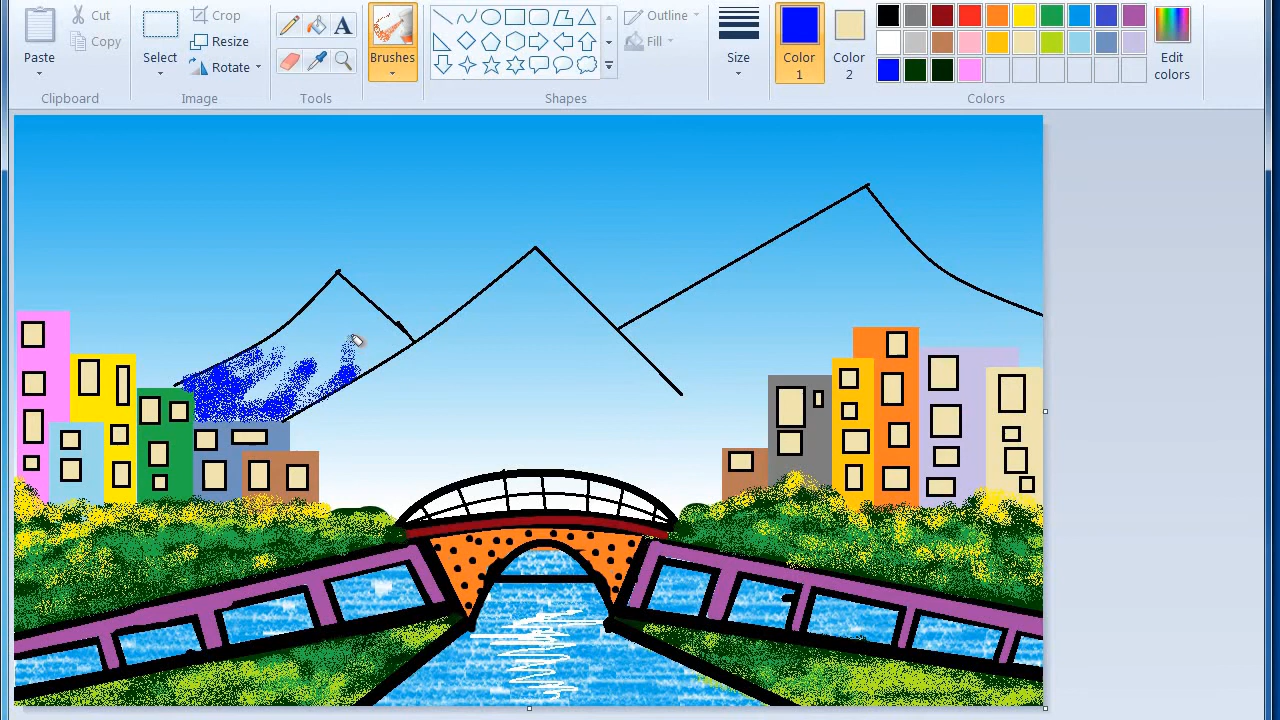 Paste
Cut
Copy
Clipboard
Select
Crop
Resize
Rotate
Image
A
Tools
Brushes
Outline
Fill
Shapes
Size
Color
1
Color
2
Edit
colors
Colors